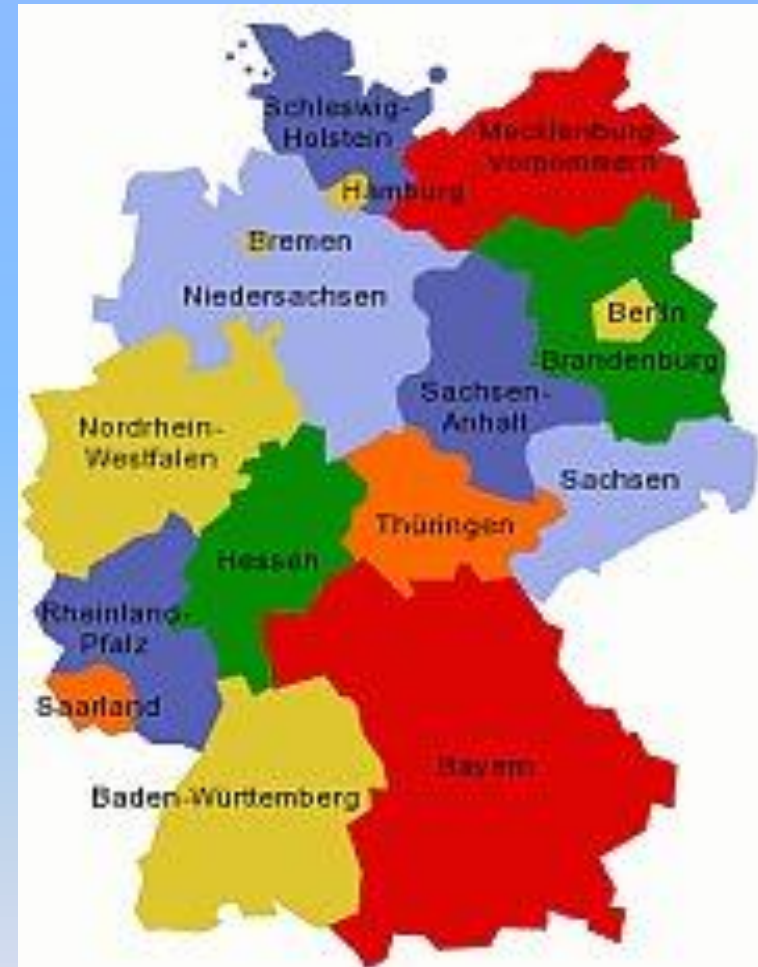 Schleswig-
Holstein
Mecklenburg-
Vorpommern
Hamburg
Bremen
Niedersachsen
Berlin
Brandenburg
Sachsen-
Anhalt
Nordrhein-
Westfalen
Sachsen
Thüringen
Hessen
Rheinland-
Pfalz
Saarland
Bayern
Baden-Württemberg